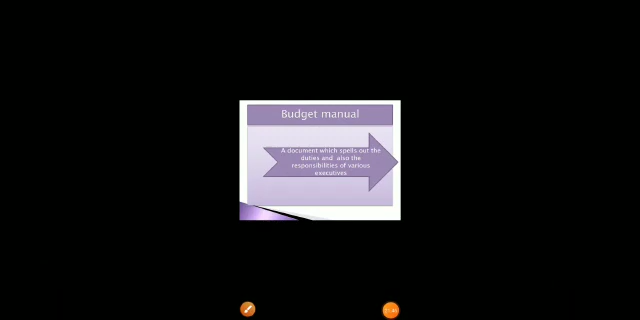 Budget manual
A document which spells out the
duties and also the
responsibilities of various
executives